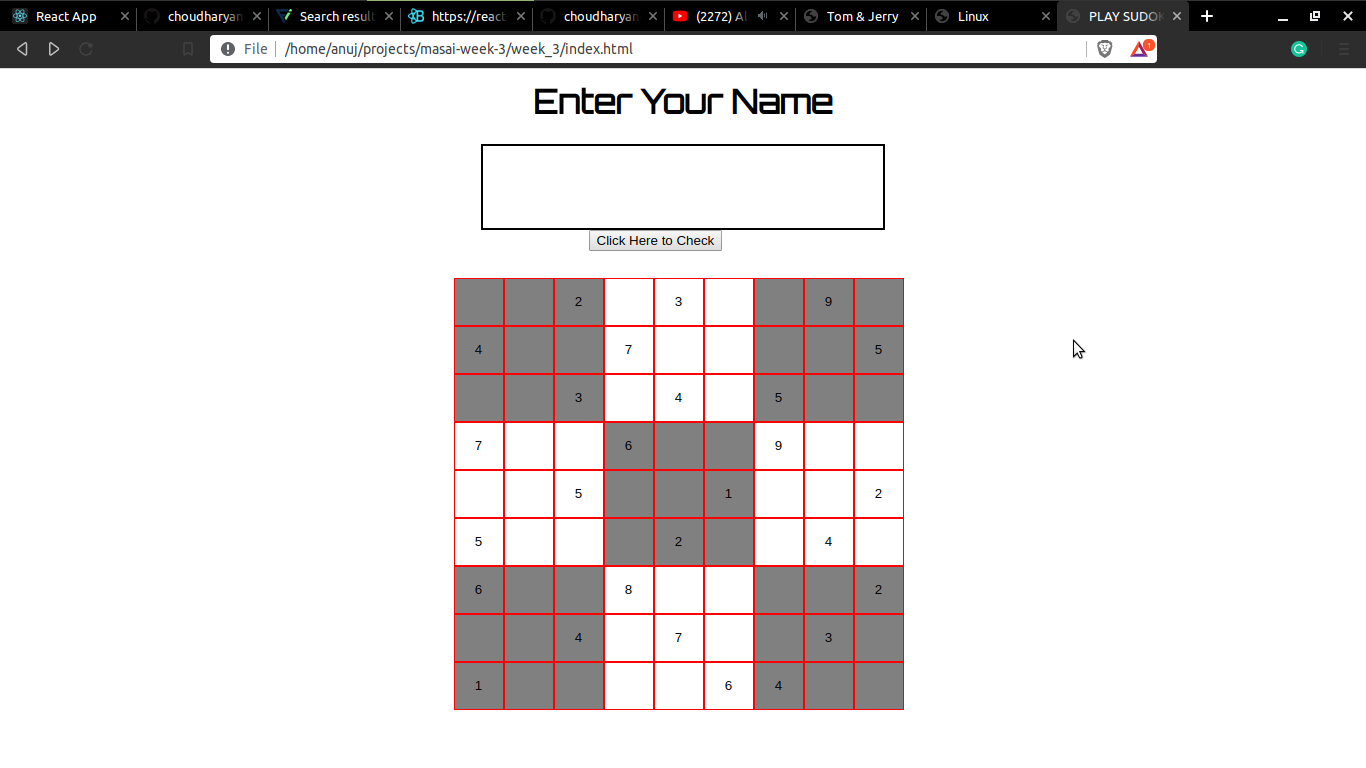 React App choudharyan Search result https://react choudharyan (2272) Al Tom & Jerry Linux PLAY SUDO
File /home/anuj/projects/masai-week-3/week_3/index.html 1
Enter Your Name
Click Here to Check
2 3 9
4 7 5
3 4 5
7 6 9
5 1 2
5 2 4
6 8 2
4 7 3
1 6 4